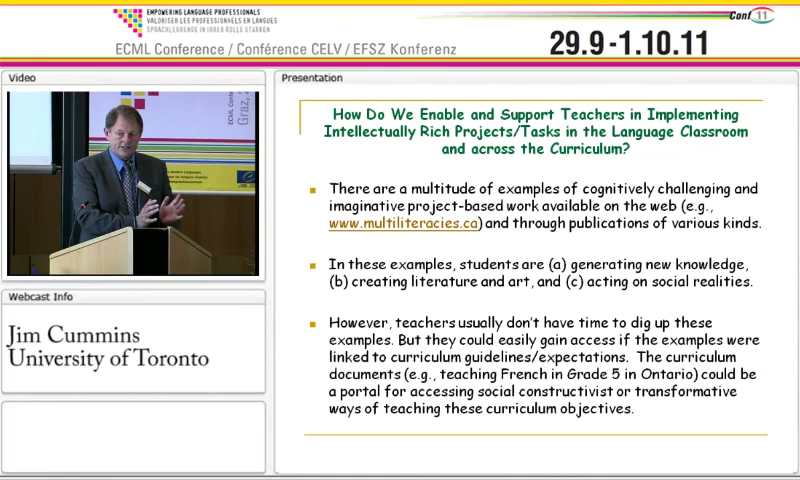 EMPOWERING LANGUAGE PROFESSIONALS
VALORISER LES PROFESSIONNELS EN LANGUES
SPRACHLEHRENDE IN IHRER ROLLE STÄRKEN
ECML Conference / Conférence CELV / EFSZ Konferenz
Conf 11
29.9-1.10.11
Video
ECML Conf
Graz,
Webcast Info
Jim Cummins
University of Toronto
Presentation
How Do We Enable and Support Teachers in Implementing
Intellectually Rich Projects/Tasks in the Language Classroom
and across the Curriculum?
There are a multitude of examples of cognitively challenging and
imaginative project-based work available on the web (e.g.,
www.multiliteracies.ca) and through publications of various kinds.
In these examples, students are (a) generating new knowledge,
(b) creating literature and art, and (c) acting on social realities.
However, teachers usually don't have time to dig up these
examples. But they could easily gain access if the examples were
linked to curriculum guidelines/expectations. The curriculum
documents (e.g., teaching French in Grade 5 in Ontario) could be
a portal for accessing social constructivist or transformative
ways of teaching these curriculum objectives.